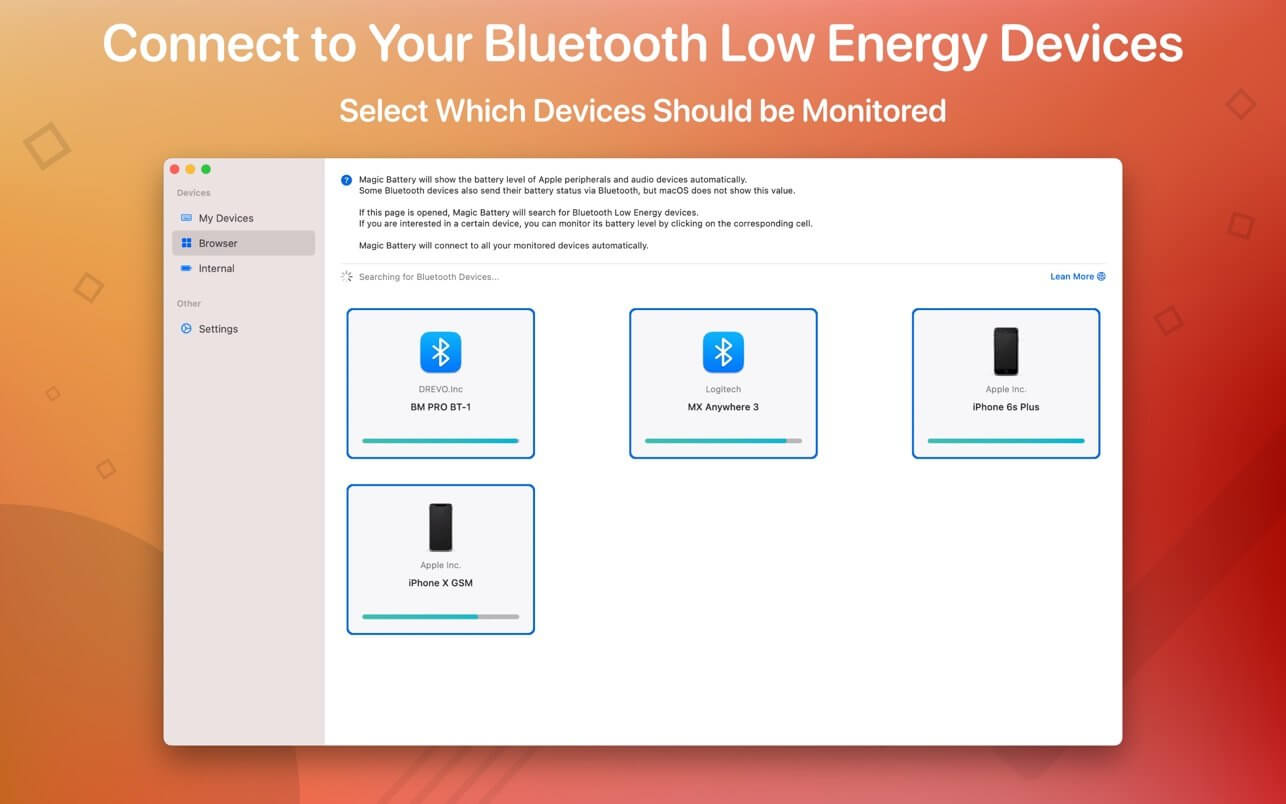 Connect to Your Bluetooth Low Energy Devices
Select Which Devices Should be Monitored
Devices
My Devices
Browser
Internal
Other
Settings
Magic Battery will show the battery level of Apple peripherals and audio devices automatically.
Some Bluetooth devices also send their battery status via Bluetooth, but macOS does not show this value.
If this page is opened, Magic Battery will search for Bluetooth Low Energy devices.
If you are interested in a certain device, you can monitor its battery level by clicking on the corresponding cell.
Magic Battery will connect to all your monitored devices automatically.
Searching for Bluetooth Devices...
Lean More
DREVO.Inc
BM PRO BT-1
Logitech
MX Anywhere 3
Apple Inc.
iPhone 6s Plus
Apple Inc.
iPhone X GSM